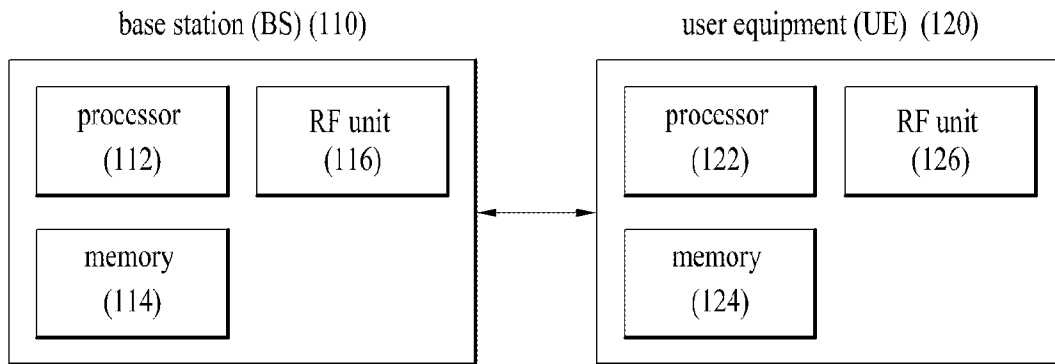 base station (BS) (110)
processor
(112)
RF unit
(116)
memory
(114)
user equipment (UE) (120)
processor
(122)
RF unit
(126)
memory
(124)